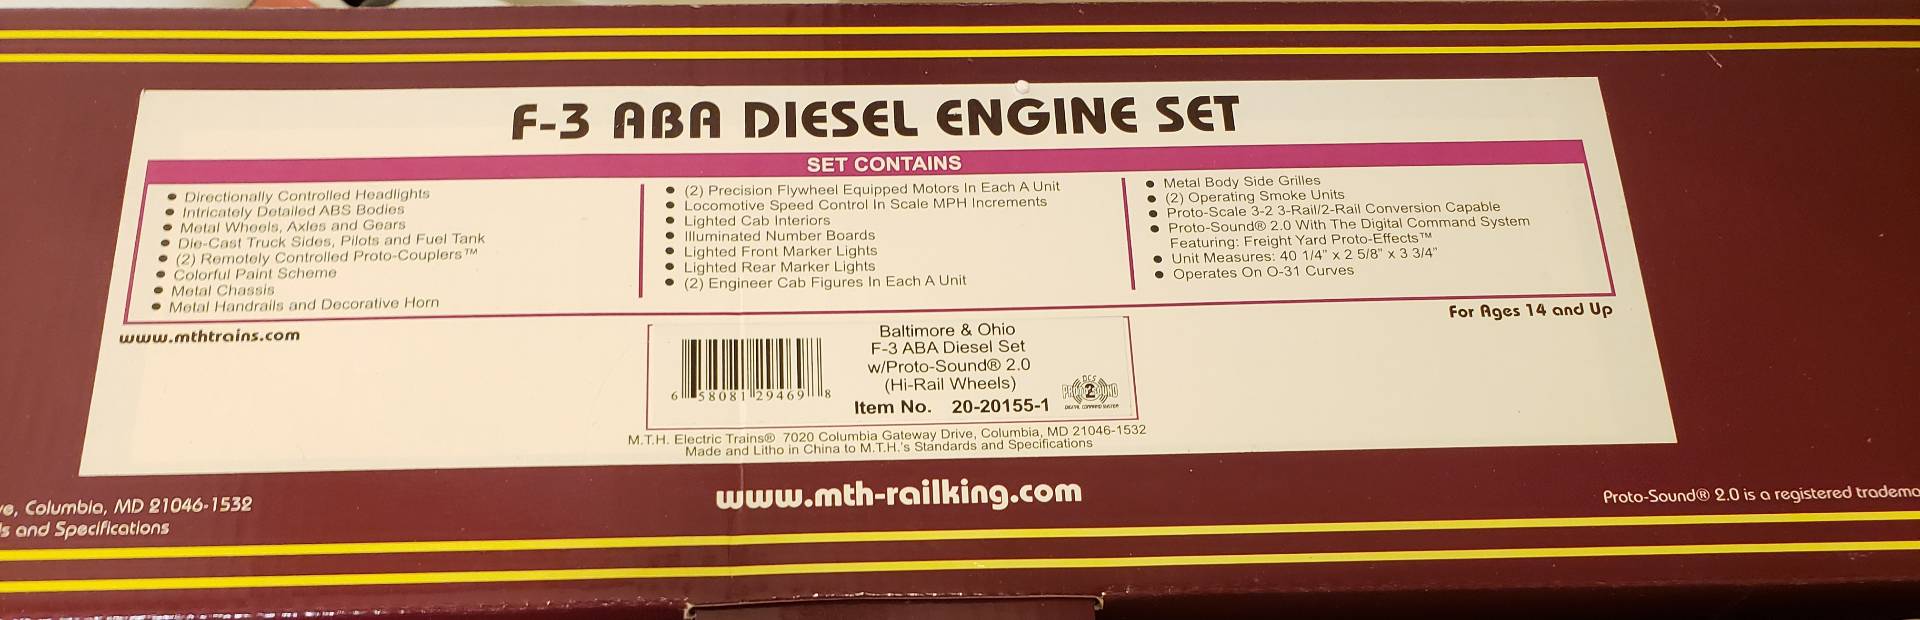 F-3 ABA DIESEL ENGINE SET
SET CONTAINS
• Directionally Controlled Headlights
• Intricately Detailed ABS Bodies
• Metal Wheels, Axles and Gears
• Die-Cast Truck Sides, Pilots and Fuel Tank
• (2) Remotely Controlled Proto-Couplers™
• Colorful Paint Scheme
• Metal Chassis
• Metal Handrails and Decorative Horn
• (2) Precision Flywheel Equipped Motors In Each A Unit
• Locomotive Speed Control In Scale MPH Increments
• Lighted Cab Interiors
• Illuminated Number Boards
• Lighted Front Marker Lights
• Lighted Rear Marker Lights
• (2) Engineer Cab Figures In Each A Unit
• Metal Body Side Grilles
• (2) Operating Smoke Units
• Proto-Scale 3-2 3-Rail/2-Rail Conversion Capable
• Proto-Sound® 2.0 With The Digital Command System
Featuring: Freight Yard Proto-Effects™
• Unit Measures: 40 1/4" x 2 5/8" x 3 3/4"
• Operates On O-31 Curves
www.mthtrains.com
For Ages 14 and Up
6 58081 29469 8
Baltimore & Ohio
F-3 ABA Diesel Set
w/Proto-Sound® 2.0
(Hi-Rail Wheels)
Item No. 20-20155-1
DCS
PROTOSOUND
2
DIGITAL COMMAND SYSTEM
M.T.H. Electric Trains® 7020 Columbia Gateway Drive, Columbia, MD 21046-1532
Made and Litho in China to M.T.H.'s Standards and Specifications
ve, Columbia, MD 21046-1532
s and Specifications
www.mth-railking.com
Proto-Sound® 2.0 is a registered tradema